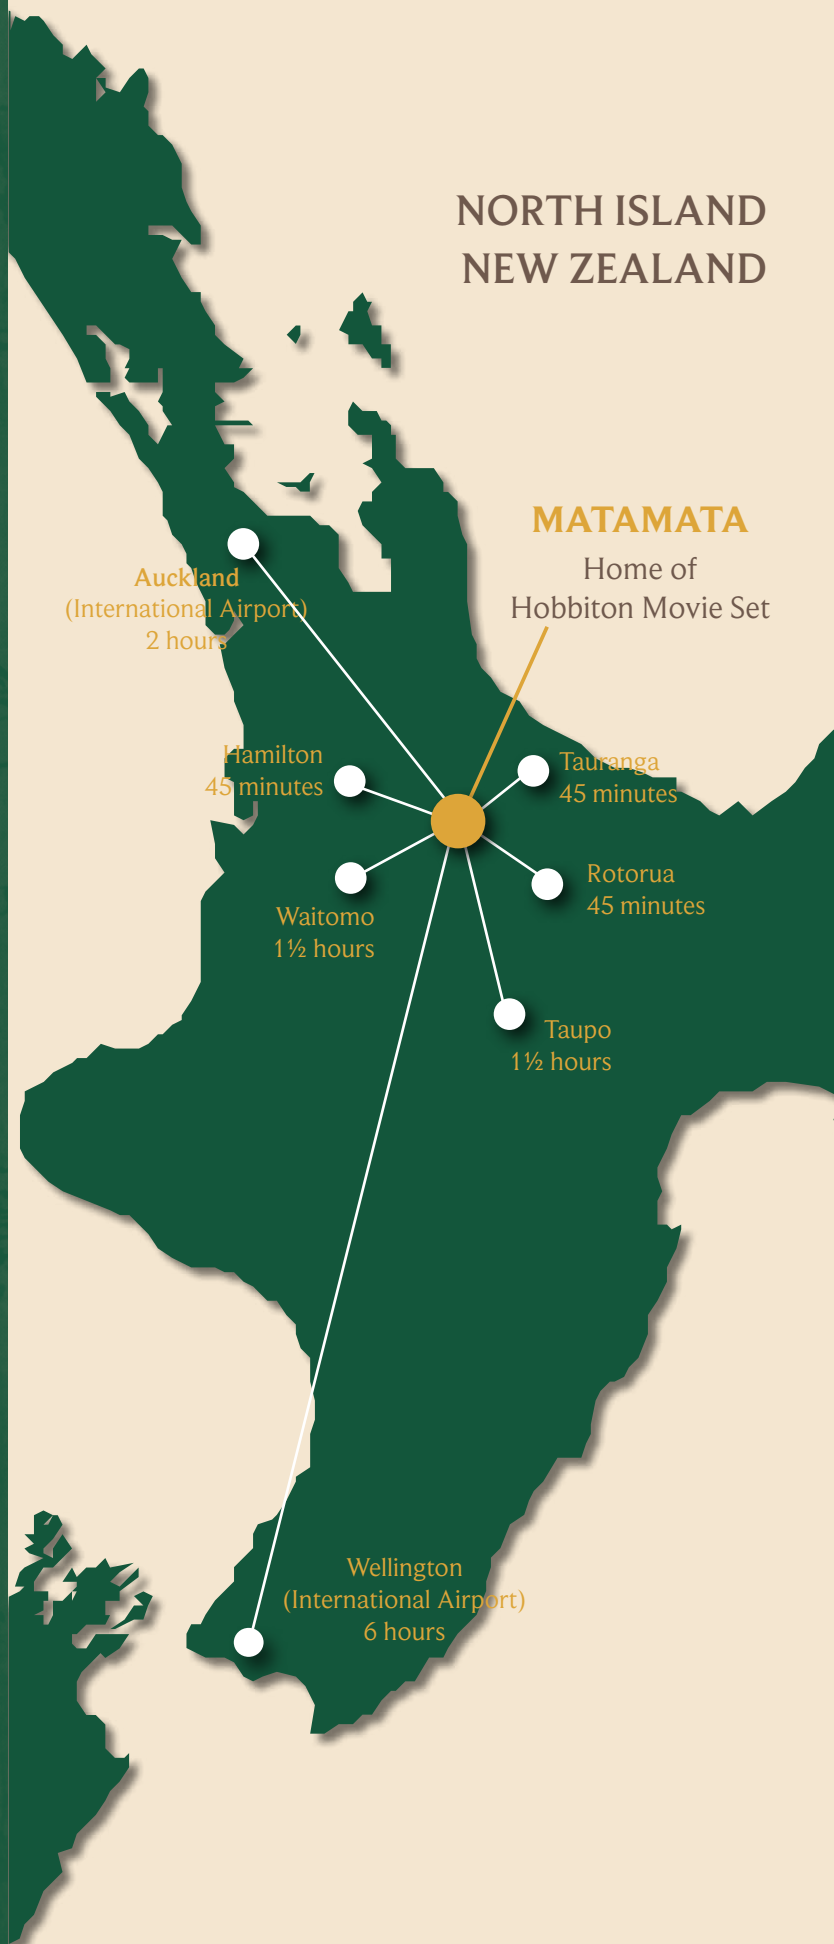 NORTH ISLAND
NEW ZEALAND
MATAMATA
Home of
Hobbiton Movie Set
Auckland
(International Airport)
2 hours
Hamilton
45 minutes
Tauranga
45 minutes
Rotorua
45 minutes
Waitomo
1½ hours
Taupo
1½ hours
Wellington
(International Airport)
6 hours